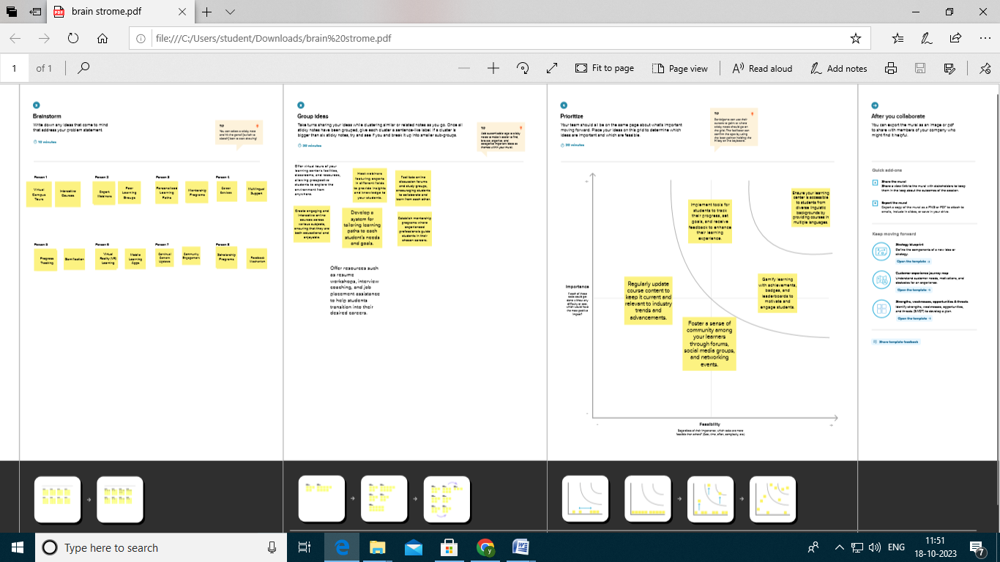 brain strome.pdf
file:///C:/Users/student/Downloads/brain%20strome.pdf
1 of 1
Fit to page
Page view
Read aloud
Add notes
Brainstorm
Write down any ideas that come to mind
that address your problem statement.
10 minutes
TIP
You can select a sticky note
and hit the pencil [switch to
sketch] icon to start drawing!
Person 1
Virtual
Campus
Tours
Interactive
Courses
Person 2
Expert
Webinars
Peer
Learning
Groups
Person 3
Personalized
Learning
Paths
Mentorship
Programs
Person 4
Career
Services
Multilingual
Support
Progress
Tracking
Gamification
Person 6
Virtual
Reality (VR)
Learning
Mobile
Learning
Apps
Person 7
Continual
Content
Updates
Community
Engagement
Person 8
Scholarship
Programs
Feedback
Mechanism
Group ideas
Take turns sharing your ideas while clustering similar or related notes as you go. Once all
sticky notes have been grouped, give each cluster a sentence-like label. If a cluster is
bigger than six sticky notes, try and see if you and break it up into smaller sub-groups.
20 minutes
TIP
Add customizable tags to sticky
notes to make it easier to find,
browse, organize, and
categorize important ideas as
themes within your mural.
Offer virtual tours of your
learning center's facilities,
classrooms, and resources,
allowing prospective
students to explore the
environment from
anywhere.
Host webinars
featuring experts
in different fields
to provide insights
and knowledge to
your students.
Facilitate online
discussion forums
and study groups,
encouraging students
to collaborate and
learn from each other.
Create engaging and
interactive online
courses across
various subjects,
ensuring that they are
both educational and
enjoyable.
Develop a
system for
tailoring learning
paths to each
student's needs
and goals.
Establish mentorship
programs where
experienced
professionals guide
students in their
chosen careers.
Offer resources such
as resume
workshops, interview
coaching, and job
placement assistance
to help students
transition into their
desired careers.
Prioritize
Your team should all be on the same page about what's important
moving forward. Place your ideas on this grid to determine which
ideas are important and which are feasible.
20 minutes
TIP
Participants can use their
cursors to point at where
sticky notes should go on
the grid. The facilitator can
confirm the spot by using
the laser pointer holding the
H key on the keyboard.
Implement tools for
students to track
their progress, set
goals, and receive
feedback to enhance
their learning
experience.
Ensure your learning
center is accessible
to students from
diverse linguistic
backgrounds by
providing courses in
multiple languages.
Regularly update
course content to
keep it current and
relevant to industry
trends and
advancements.
Gamify learning
with achievements,
badges, and
leaderboards to
motivate and
engage students
Foster a sense of
community among
your learners
through forums,
social media groups,
and networking
events.
Importance
If each of these
tasks could get
done without any
difficulty or cost,
which would have
the most positive
impact?
Feasibility
Regardless of their importance, which tasks are more
feasible than others? (Cost, time, effort, complexity, etc.)
After you collaborate
You can export the mural as an image or pdf
to share with members of your company who
might find it helpful.
Quick add-ons
Share the mural
Share a view link to the mural with stakeholders to keep
them in the loop about the outcomes of the session.
Export the mural
Export a copy of the mural as a PNG or PDF to attach to
emails, include in slides, or save in your drive.
Keep moving forward
Strategy blueprint
Define the components of a new idea or
strategy.
Open the template →
Customer experience journey map
Understand customer needs, motivations, and
obstacles for an experience.
Open the template →
Strengths, weaknesses, opportunities & threats
Identify strengths, weaknesses, opportunities,
and threats (SWOT) to develop a plan.
Open the template →
Share template feedback
Type here to search
ENG
11:51
18-10-2023
7